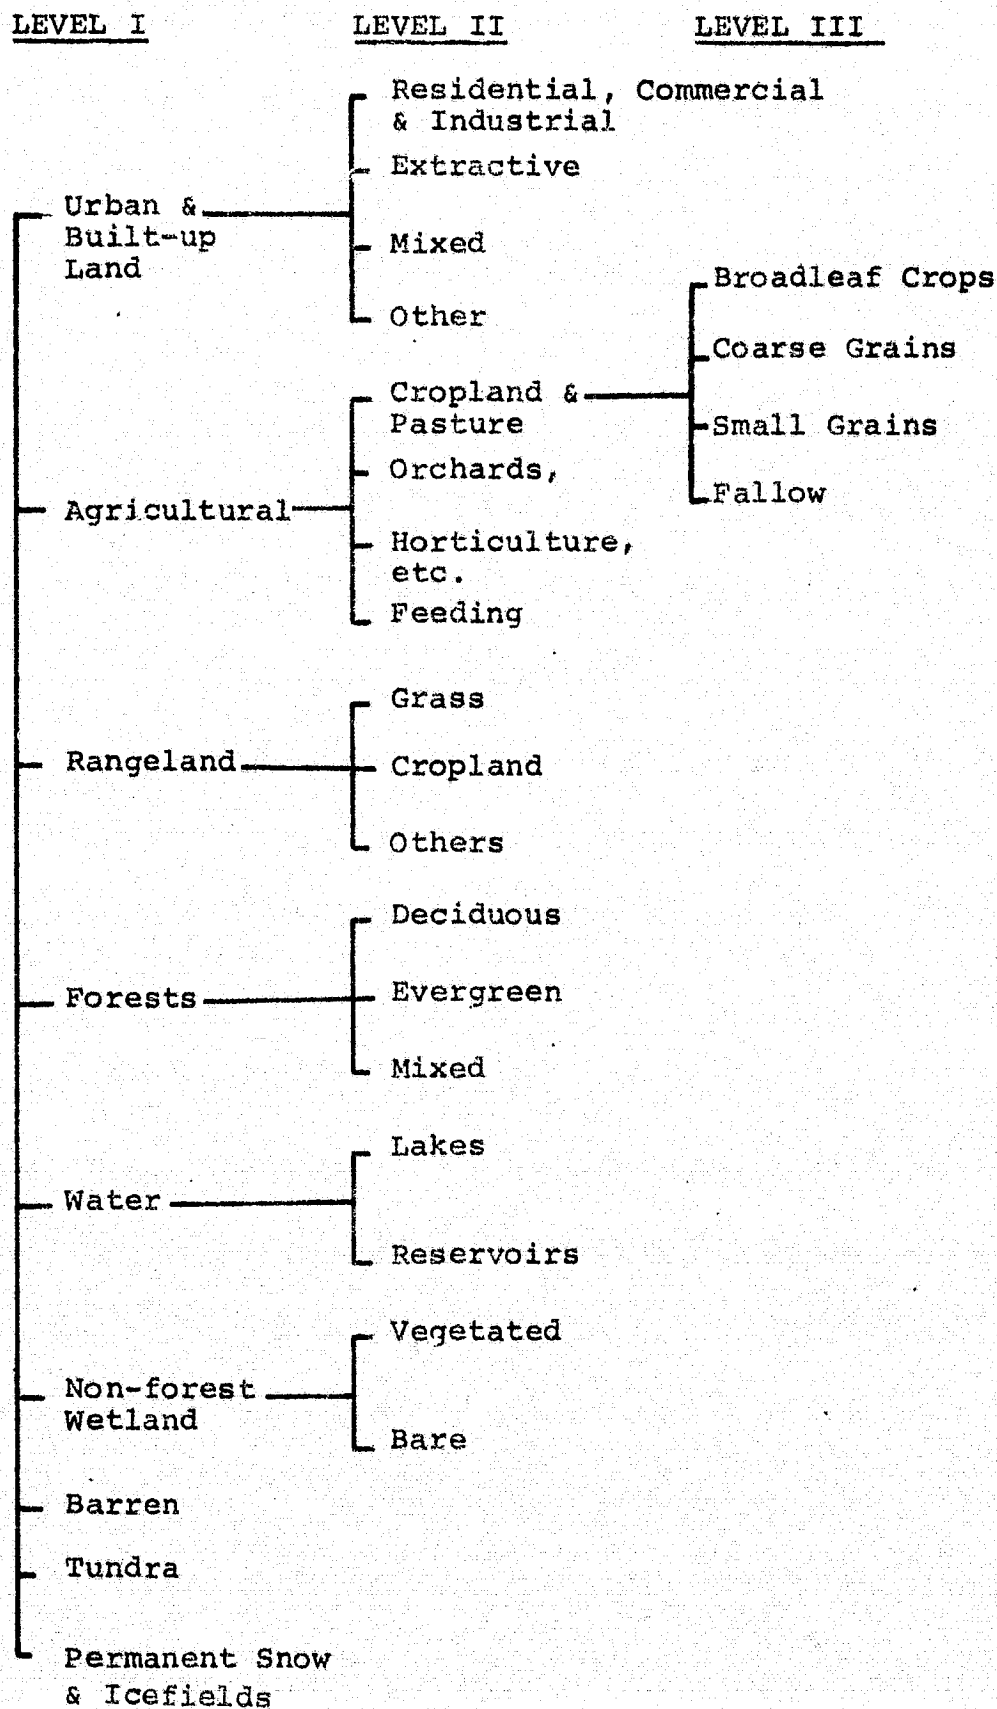 LEVEL I LEVEL II LEVEL III
Residential, Commercial
& Industrial
Extractive
Urban &
Built-up
Land
Mixed
Other
Broadleaf Crops
Coarse Grains
Small Grains
Fallow
Cropland &
Pasture
Orchards,
Agricultural
Horticulture,
etc.
Feeding
Grass
Rangeland
Cropland
Others
Deciduous
Forests
Evergreen
Mixed
Lakes
Water
Reservoirs
Vegetated
Non-forest
Wetland
Bare
Barren
Tundra
Permanent Snow
& Icefields